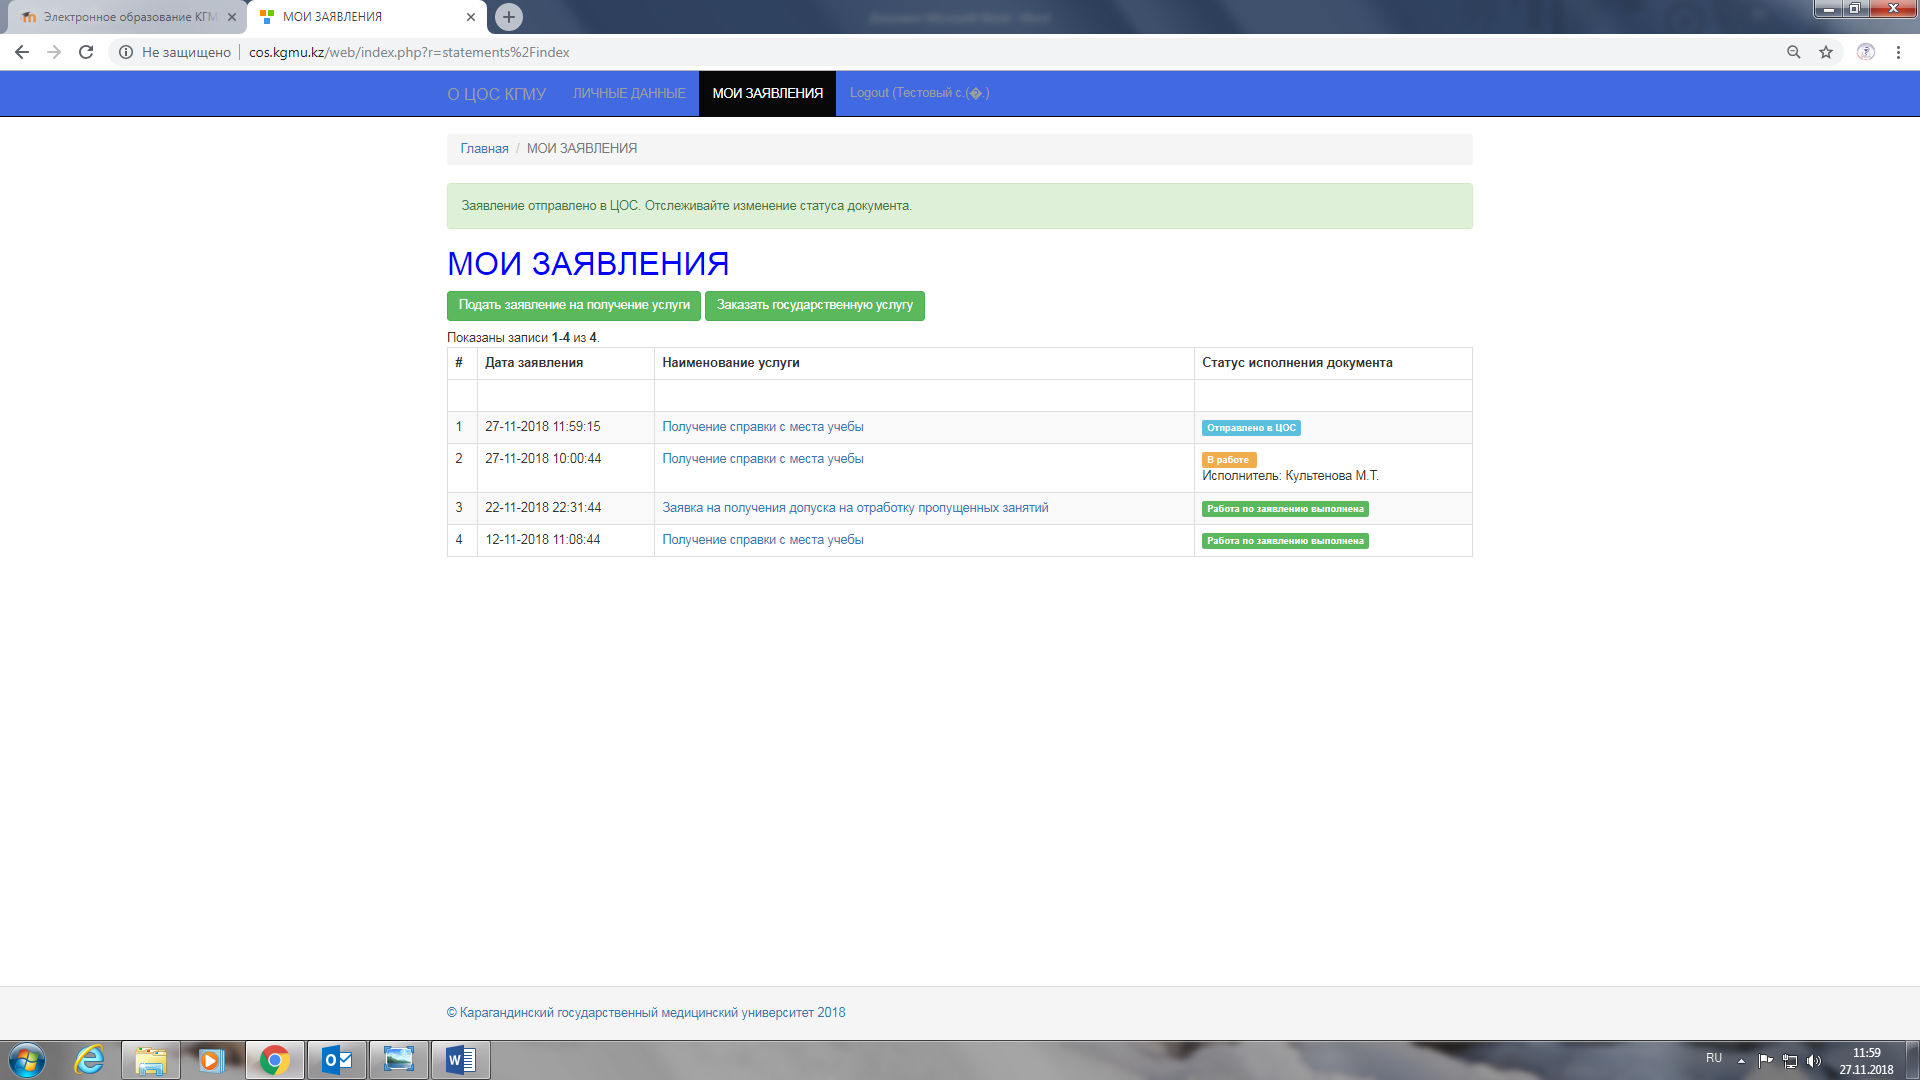 Электронное образование КГМ
МОИ ЗАЯВЛЕНИЯ
Не защищено
cos.kgmu.kz/web/index.php?r=statements%2Findex
О ЦОС КГМУ
ЛИЧНЫЕ ДАННЫЕ
МОИ ЗАЯВЛЕНИЯ
Logout (Тестовый с.(�.)
Главная / МОИ ЗАЯВЛЕНИЯ
Заявление отправлено в ЦОС. Отслеживайте изменение статуса документа.
МОИ ЗАЯВЛЕНИЯ
Подать заявление на получение услуги
Заказать государственную услугу
Показаны записи 1-4 из 4.
# Дата заявления Наименование услуги Статус исполнения документа
1 27-11-2018 11:59:15 Получение справки с места учебы Отправлено в ЦОС
2 27-11-2018 10:00:44 Получение справки с места учебы В работе
Исполнитель: Культенова М.Т.
3 22-11-2018 22:31:44 Заявка на получения допуска на отработку пропущенных занятий Работа по заявлению выполнена
4 12-11-2018 11:08:44 Получение справки с места учебы Работа по заявлению выполнена
© Карагандинский государственный медицинский университет 2018
RU
11:59
27.11.2018